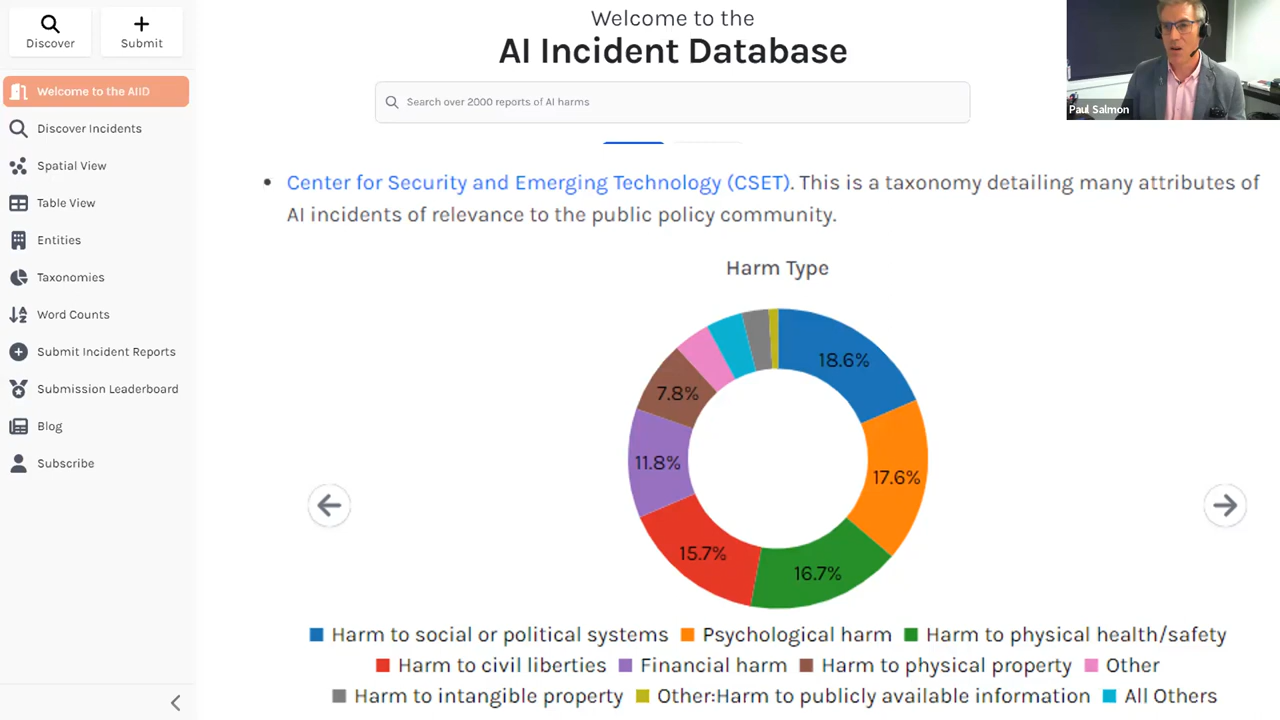 Discover
Submit
Welcome to the AIID
Discover Incidents
Spatial View
Table View
Entities
Taxonomies
Word Counts
Submit Incident Reports
Submission Leaderboard
Blog
Subscribe
Welcome to the
AI Incident Database
Search over 2000 reports of AI harms
Paul Salmon
• Center for Security and Emerging Technology (CSET). This is a taxonomy detailing many attributes of
AI incidents of relevance to the public policy community.
Harm Type
18.6%
17.6%
16.7%
15.7%
11.8%
7.8%
Harm to social or political systems Psychological harm Harm to physical health/safety
Harm to civil liberties Financial harm Harm to physical property Other
Harm to intangible property Other:Harm to publicly available information All Others